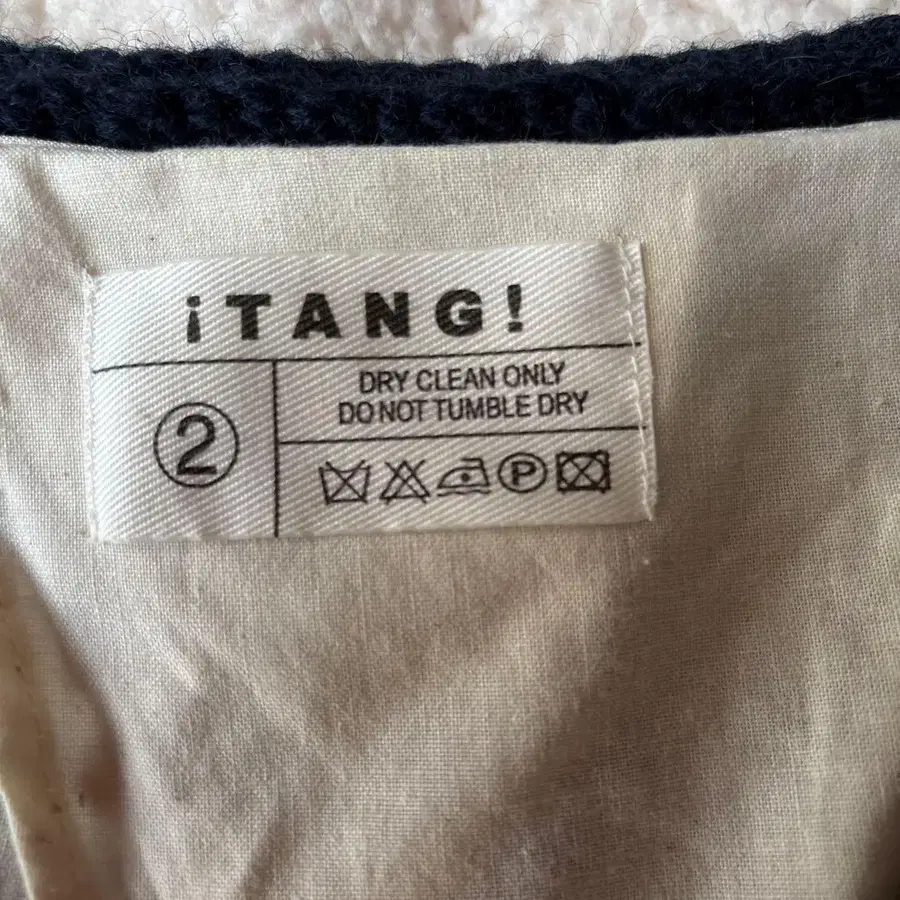 ¡TANG!
2
DRY CLEAN ONLY
DO NOT TUMBLE DRY
P